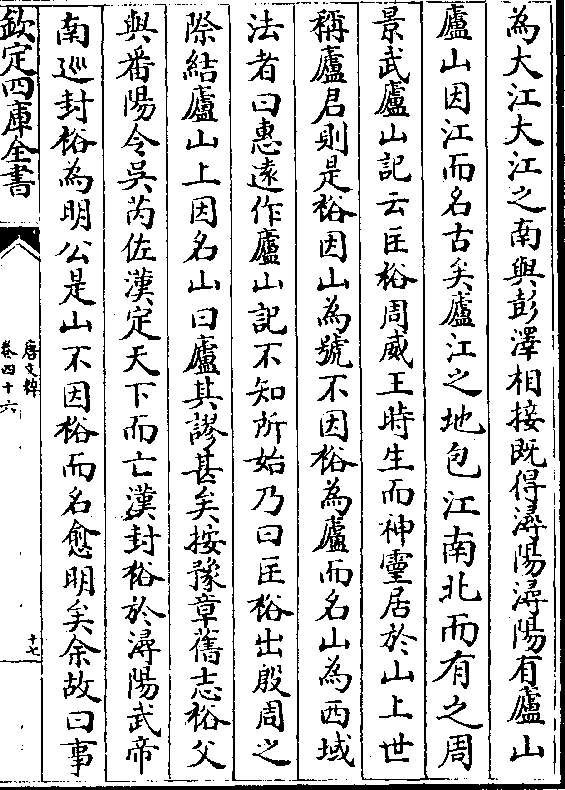 為大江大江之南與彭澤相接既得潯陽潯陽有廬山
廬山因江而名古矣廬江之地包江南北而有之周
景武廬山記云匡裕周威王時生而神靈居於山上世
稱廬君則是裕因山為號不因裕為廬而名山為西域
法者曰惠逺作廬山記不知所始乃曰匡裕出殷周之
際結廬山上因名山曰廬其謬甚矣按豫章舊志裕父
與番陽令吳芮佐漢定天下而亡漢封裕於潯陽武帝
南巡封裕為明公是山不因裕而名愈明矣余故曰事
欽定四庫全書
唐文粹
卷四十六
十七